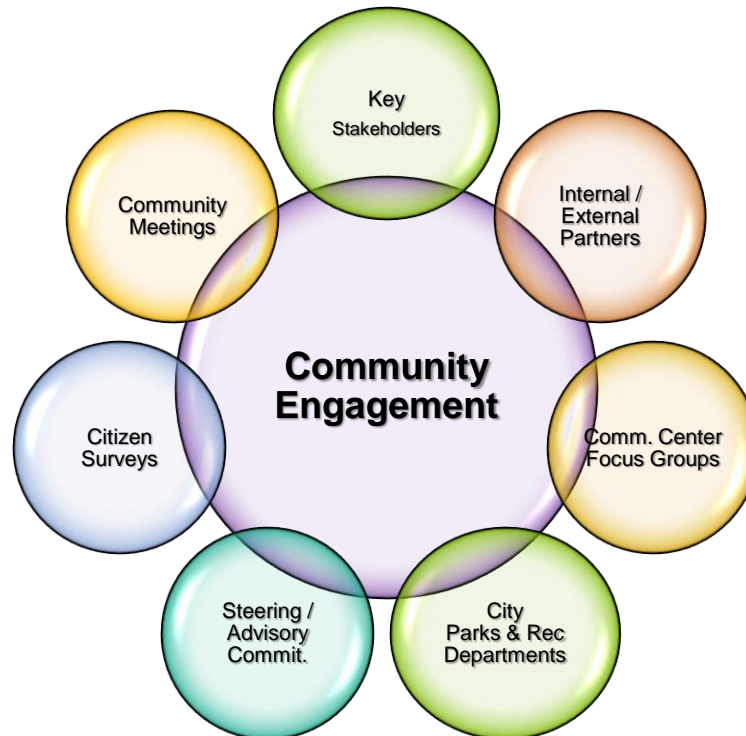 Key
Stakeholders
Internal /
External
Partners
Comm. Center
Focus Groups
City
Parks & Rec
Departments
Steering /
Advisory
Commit.
Citizen
Surveys
Community
Meetings
Community
Engagement